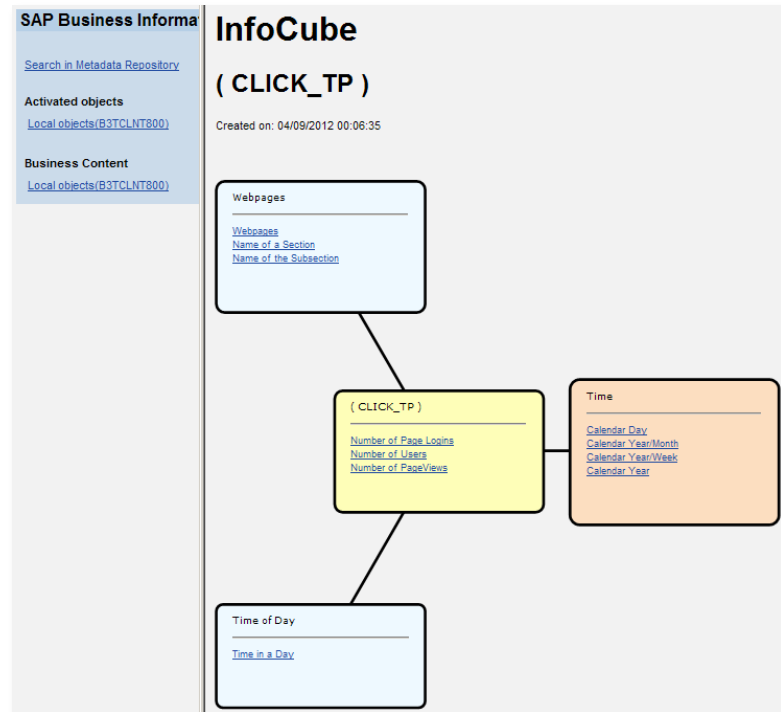 SAP Business Informa
Search in Metadata Repository
Activated objects
Local objects(B3TCLNT800)
Business Content
Local objects(B3TCLNT800)
InfoCube
( CLICK_TP )
Created on: 04/09/2012 00:06:35
Webpages
Webpages
Name of a Section
Name of the Subsection
( CLICK_TP )
Number of Page Logins
Number of Users
Number of PageViews
Time
Calendar Day
Calendar Year/Month
Calendar Year/Week
Calendar Year
Time of Day
Time in a Day